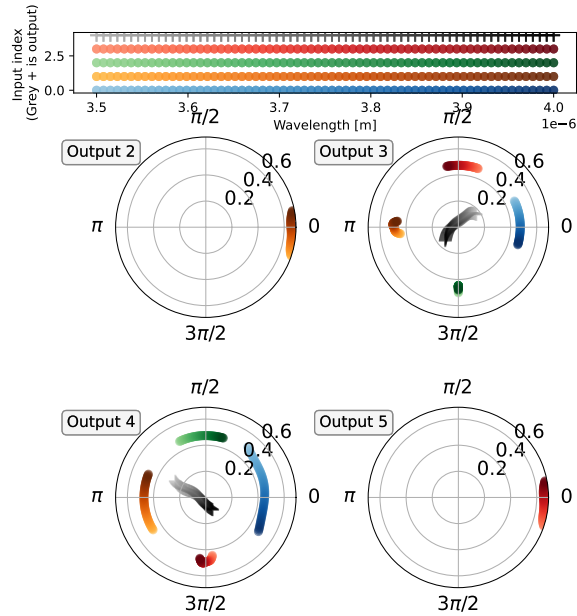 Input index
(Grey + is output)
2.5
0.0
3.5
3.6
3.7
3.8
3.9
4.0
Wavelength [m]
1e−6
Output 2
π/2
0.6
0.4
0.2
π
0
3π/2
Output 3
π/2
0.6
0.4
0.2
π
0
3π/2
Output 4
π/2
0.6
0.4
0.2
π
0
3π/2
Output 5
π/2
0.6
0.4
0.2
π
0
3π/2